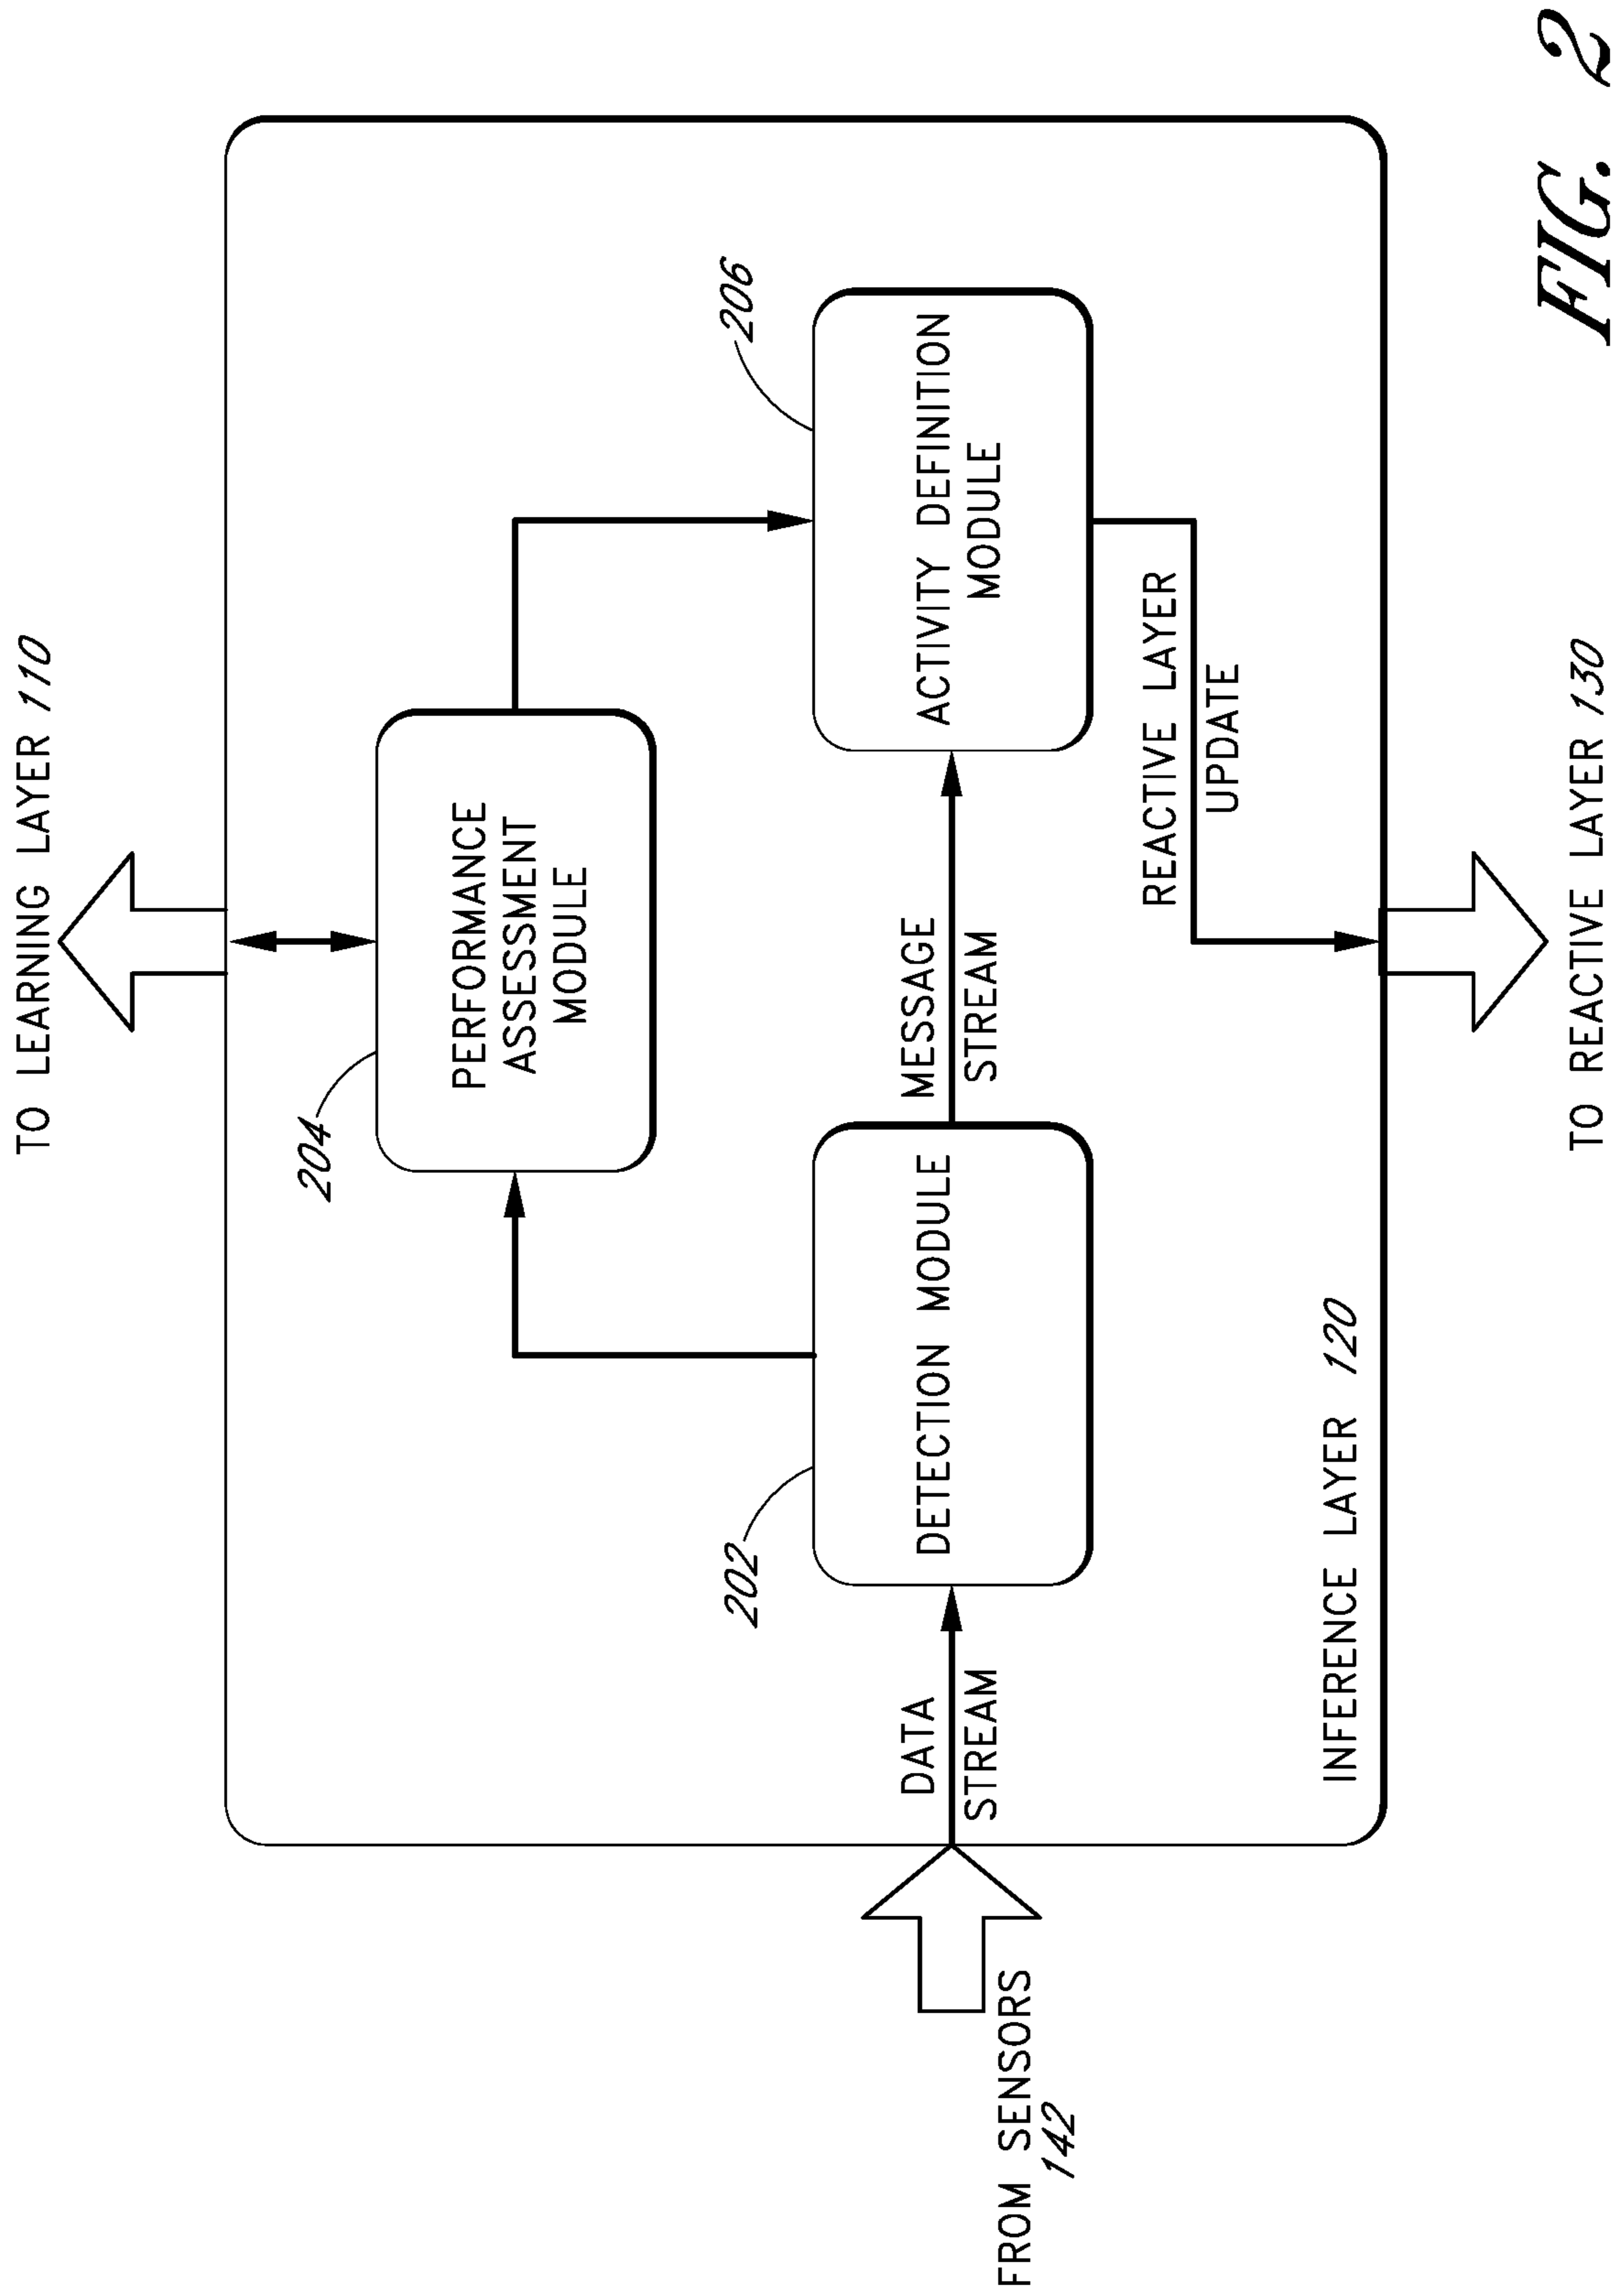 TO LEARNING LAYER 110
204
PERFORMANCE
ASSESSMENT
MODULE
202
206
FROM SENSORS
142
DATA
STREAM
DETECTION MODULE
MESSAGE
STREAM
ACTIVITY DEFINITION
MODULE
REACTIVE LAYER
UPDATE
INFERENCE LAYER 120
TO REACTIVE LAYER 130
FIG. 2